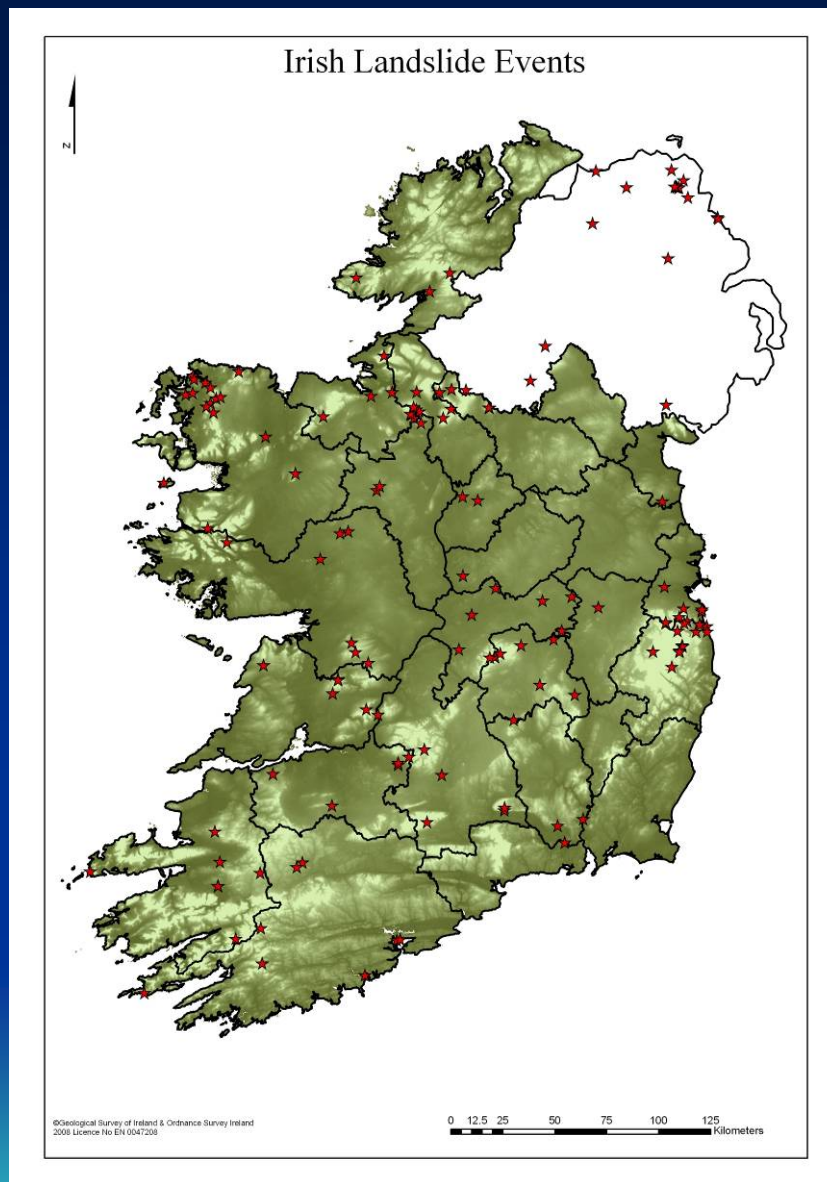 Irish Landslide Events
N
©Geological Survey of Ireland & Ordnance Survey Ireland
2008 Licence No EN 0047208
0 12.5 25 50 75 100 125
Kilometers